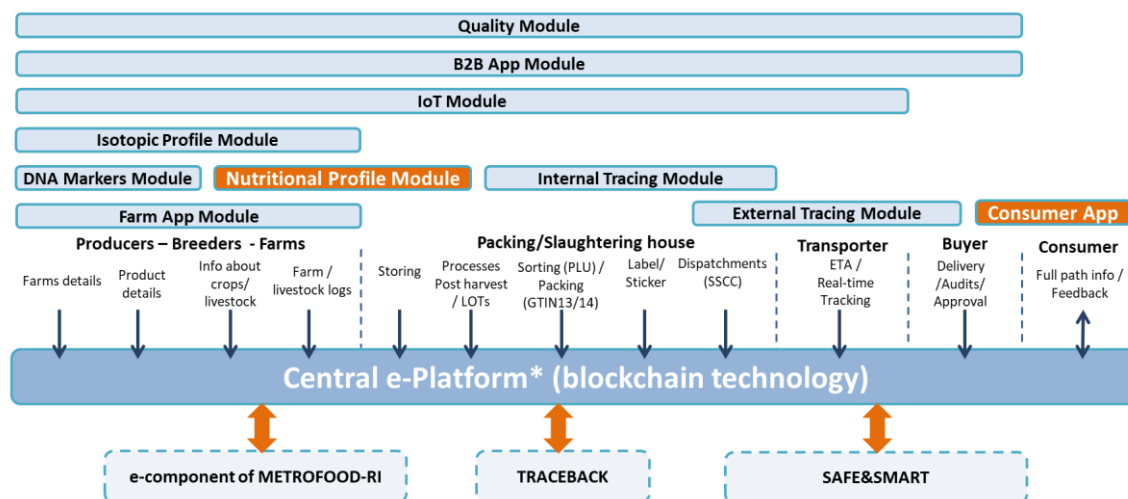 Quality Module
B2B App Module
IoT Module
Isotopic Profile Module
DNA Markers Module
Nutritional Profile Module
Internal Tracing Module
Farm App Module
External Tracing Module
Consumer App
Producers – Breeders - Farms
Packing/Slaughtering house
Transporter
Buyer
Consumer
Farms details
Product
details
Info about
crops/
livestock
Farm /
livestock logs
Storing
Processes
Post harvest
/ LOTs
Sorting (PLU) /
Packing
(GTIN13/14)
Label/
Sticker
Dispatchments
(SSCC)
ETA /
Real-time
Tracking
Delivery
/Audits/
Approval
Full path info /
Feedback
Central e-Platform* (blockchain technology)
e-component of METROFOOD-RI
TRACEBACK
SAFE&SMART